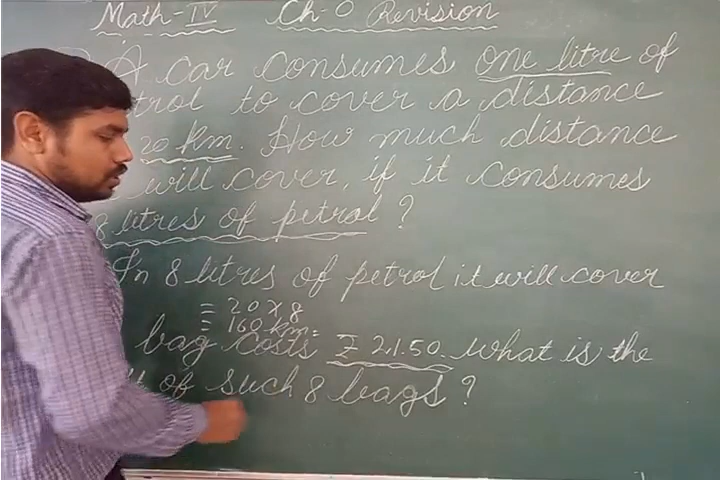 Math-IV Ch-0 Revision
A car consumes one litre of
trol to cover a distance
20 km. How much distance
will cover, if it consumes
8 litres of petrol ?
In 8 litres of petrol it will cover
= 20 x 8
= 160 km.
bag costs ₹ 21.50. What is the
of such 8 bags ?